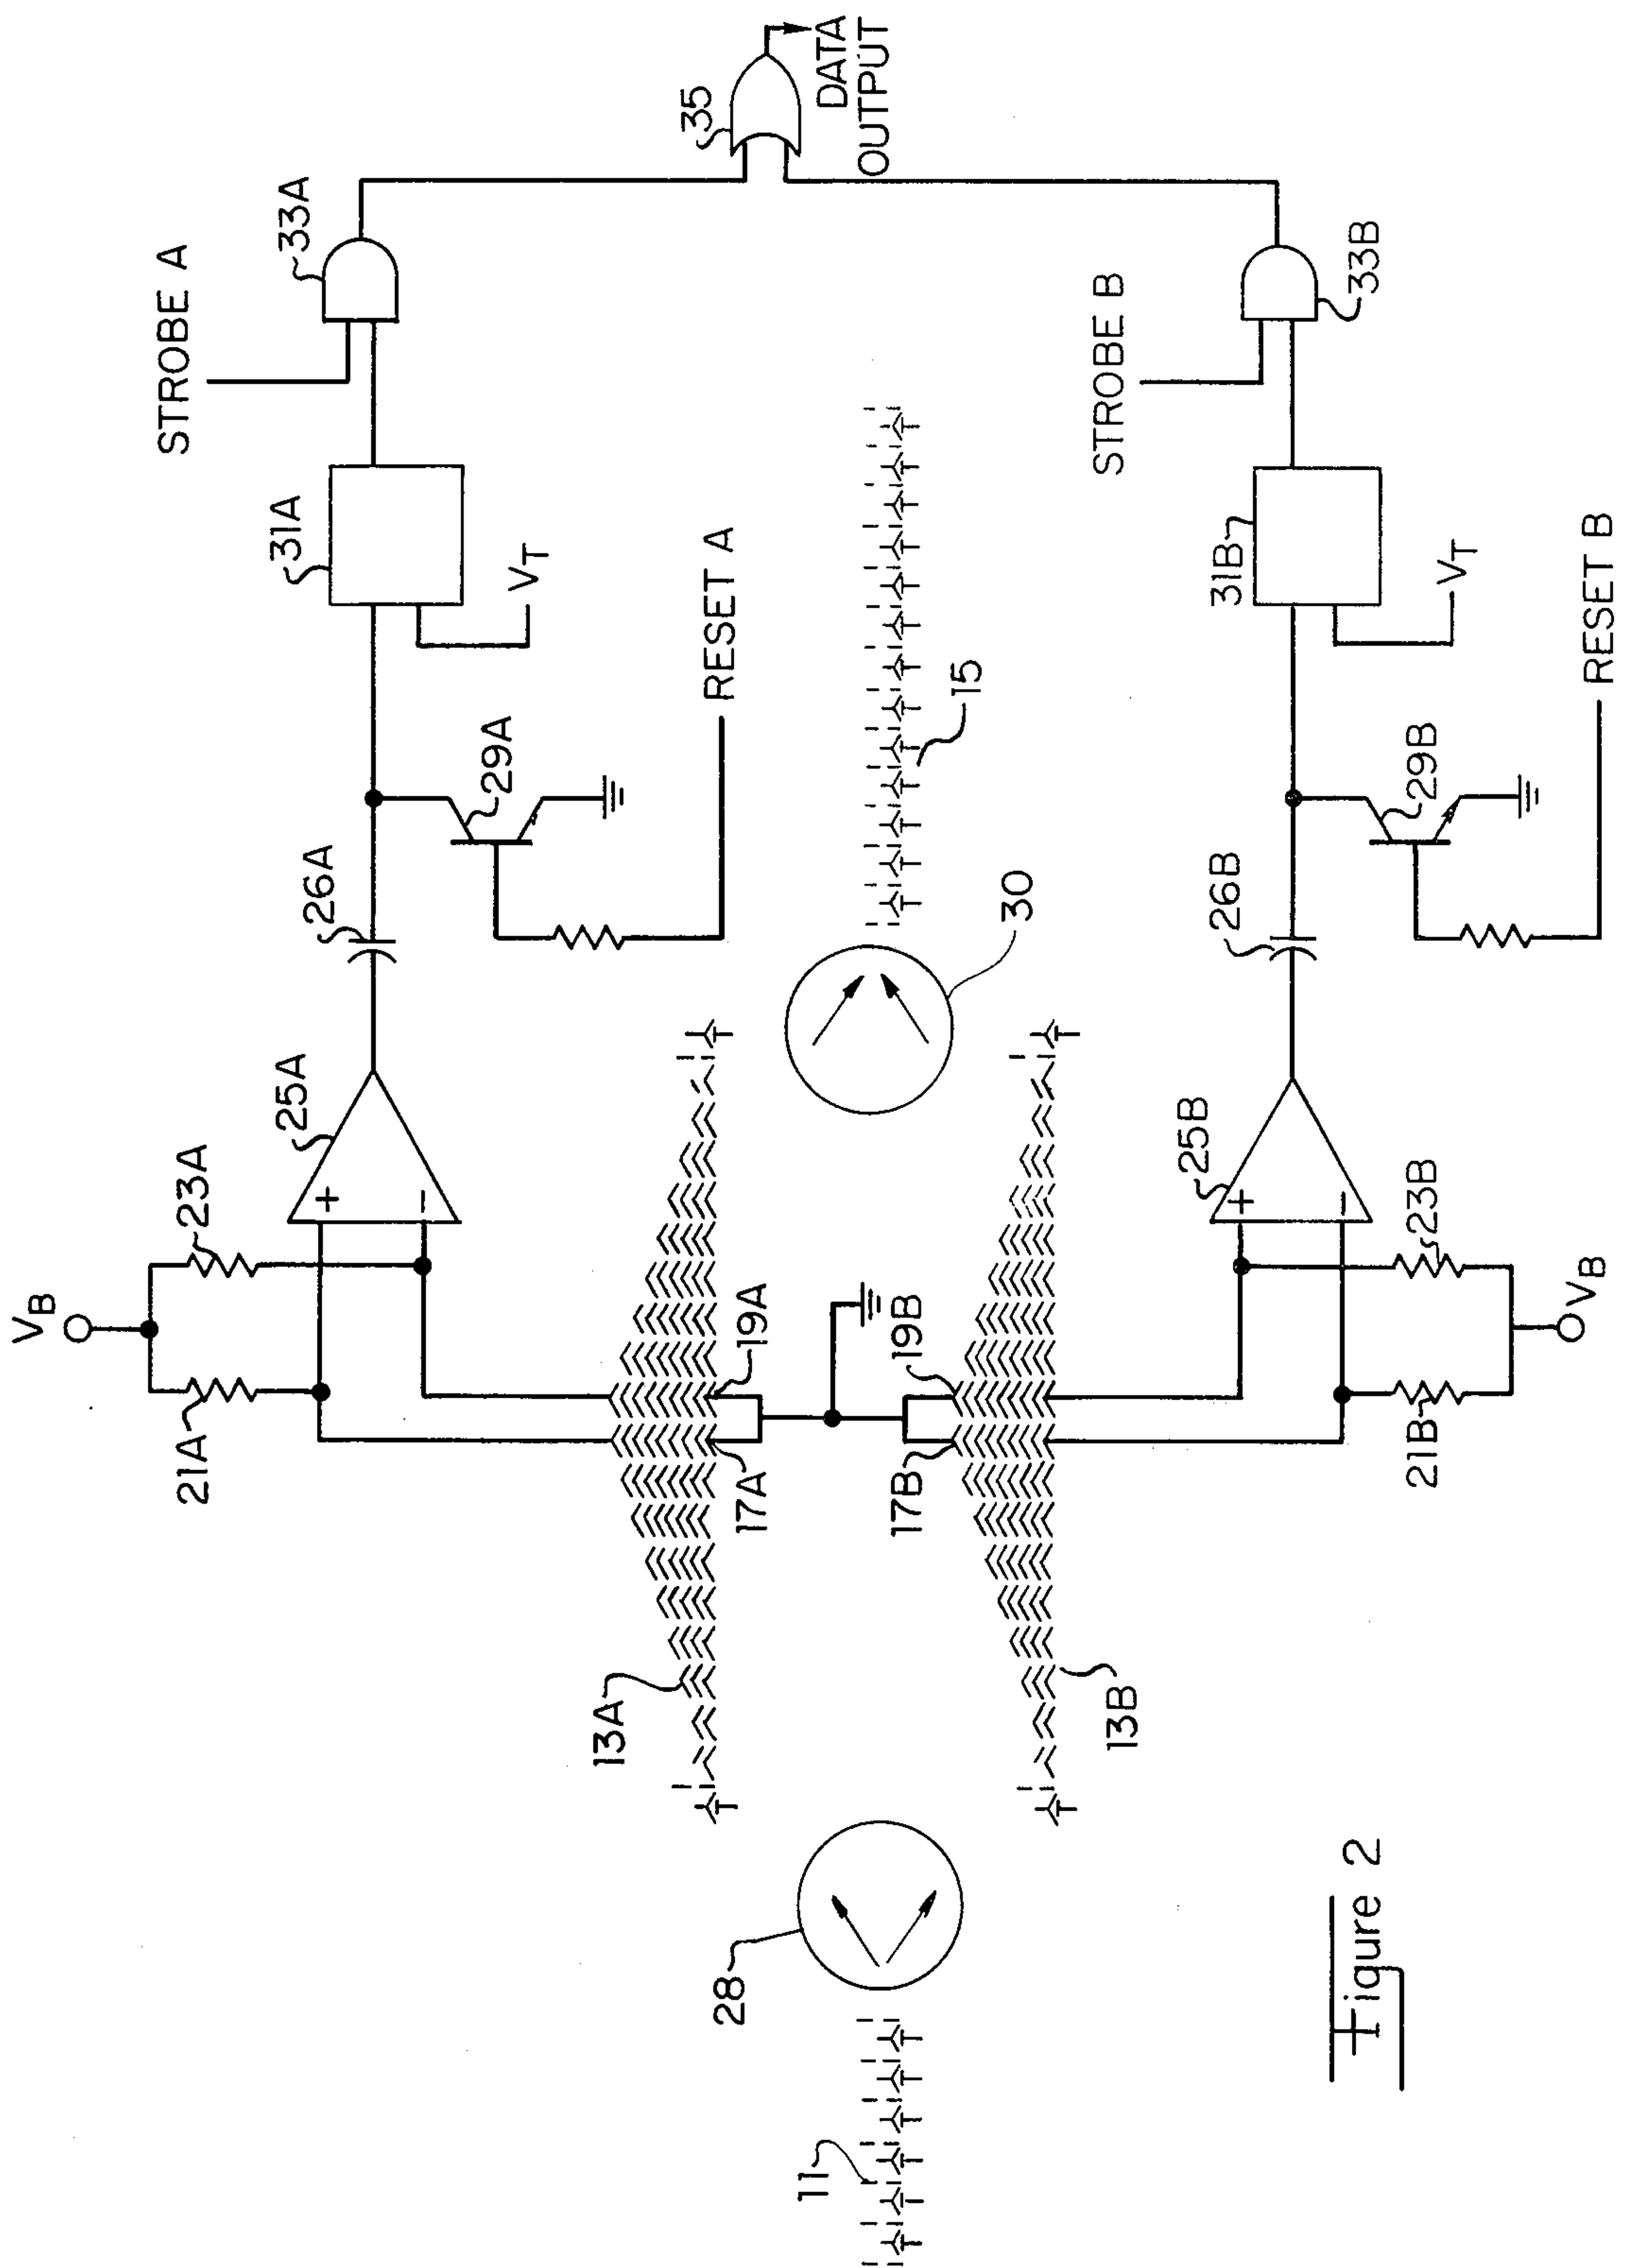 STROBE A
33A
35
DATA
OUTPUT
31A
VT
RESET A
29A
26A
25A
+
−
23A
21A
VB
19A
17A
13A
15
30
28
11
STROBE B
33B
31B
VT
RESET B
29B
26B
25B
+
−
23B
21B
VB
19B
17B
13B
Figure 2